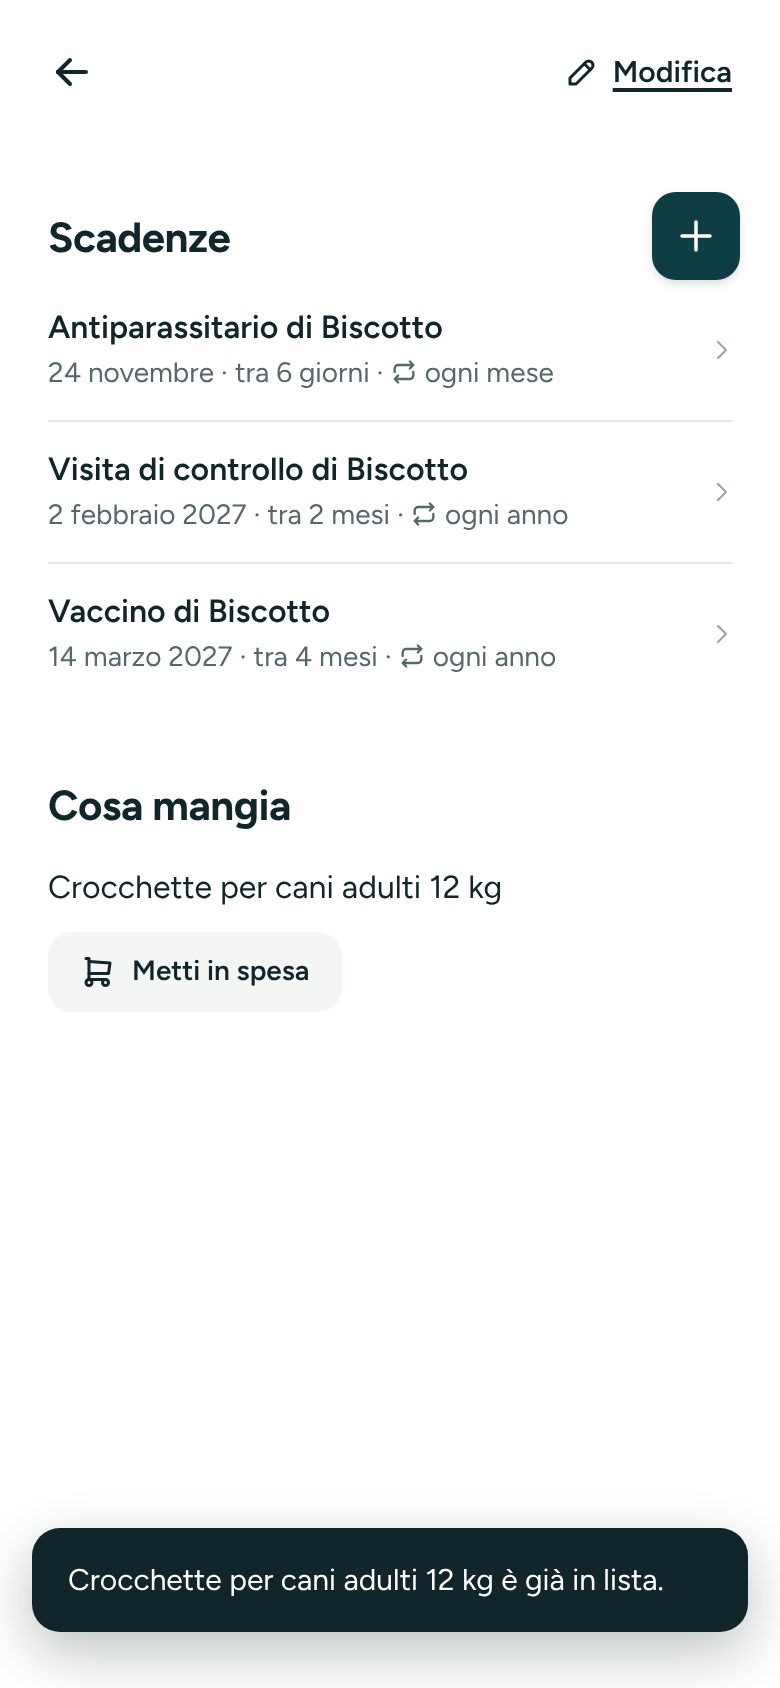 Modifica
Scadenze
Antiparassitario di Biscotto
24 novembre · tra 6 giorni · ogni mese
Visita di controllo di Biscotto
2 febbraio 2027 · tra 2 mesi · ogni anno
Vaccino di Biscotto
14 marzo 2027 · tra 4 mesi · ogni anno
Cosa mangia
Crocchette per cani adulti 12 kg
Metti in spesa
Crocchette per cani adulti 12 kg è già in lista.